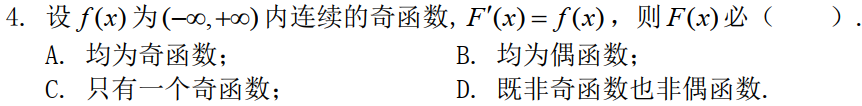 4. 设 f(x) 为 (−∞,+∞) 内连续的奇函数, F′(x) = f(x), 则 F(x) 必 ( ).
A. 均为奇函数; B. 均为偶函数;
C. 只有一个奇函数; D. 既非奇函数也非偶函数.